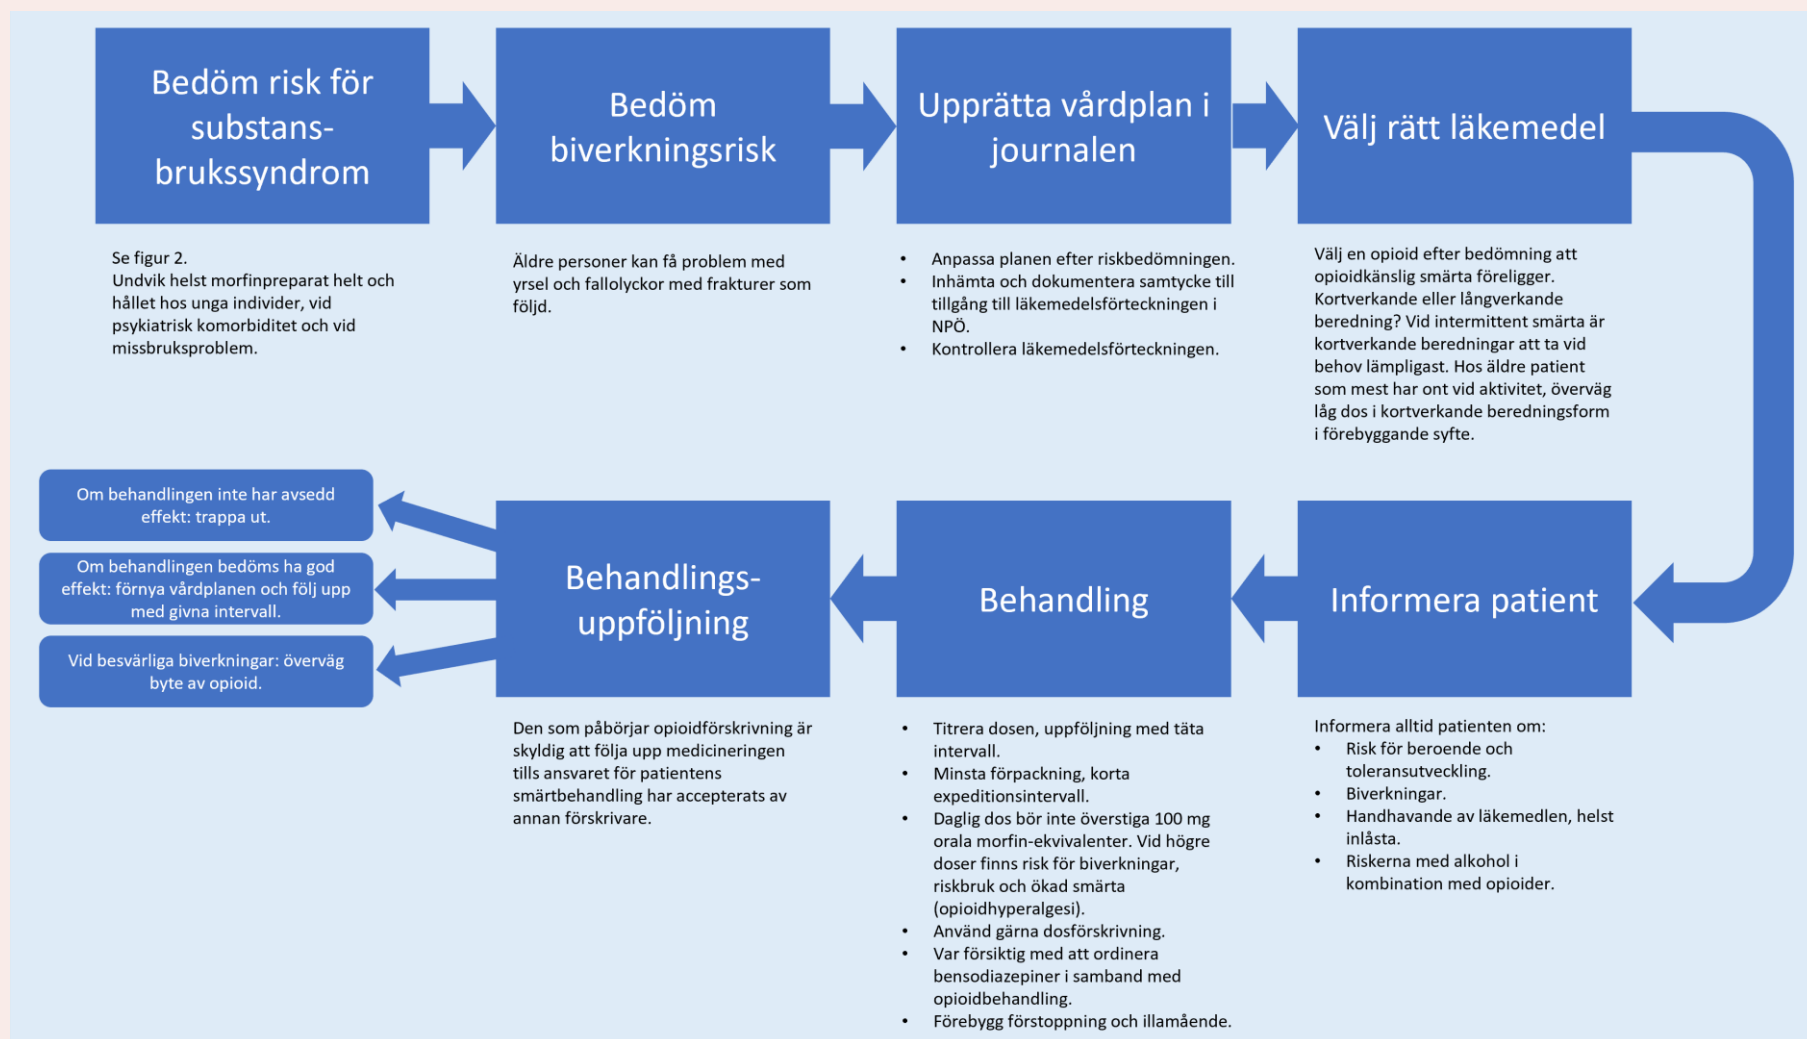 Bedöm risk för
substans-
brukssyndrom
Se figur 2.
Undvik helst morfinpreparat helt och
hållet hos unga individer, vid
psykiatrisk komorbiditet och vid
missbruksproblem.
Bedöm
biverkningsrisk
Äldre personer kan få problem med
yrsel och fallolyckor med frakturer som
följd.
Upprätta vårdplan i
journalen
• Anpassa planen efter riskbedömningen.
• Inhämta och dokumentera samtycke till
tillgång till läkemedelsförteckningen i
NPÖ.
• Kontrollera läkemedelsförteckningen.
Välj rätt läkemedel
Välj en opioid efter bedömning att
opioidkänslig smärta föreligger.
Kortverkande eller långverkande
beredning? Vid intermittent smärta är
kortverkande beredningar att ta vid
behov lämpligast. Hos äldre patient
som mest har ont vid aktivitet, överväg
låg dos i kortverkande beredningsform
i förebyggande syfte.
Informera patient
Informera alltid patienten om:
• Risk för beroende och
toleransutveckling.
• Biverkningar.
• Handhavande av läkemedlen, helst
inlåsta.
• Riskerna med alkohol i
kombination med opioider.
Behandling
• Titrera dosen, uppföljning med täta
intervall.
• Minsta förpackning, korta
expeditionsintervall.
• Daglig dos bör inte överstiga 100 mg
orala morfin-ekvivalenter. Vid högre
doser finns risk för biverkningar,
riskbruk och ökad smärta
(opioidhyperalgesi).
• Använd gärna dosförskrivning.
• Var försiktig med att ordinera
bensodiazepiner i samband med
opioidbehandling.
• Förebygg förstoppning och illamående.
Behandlings-
uppföljning
Den som påbörjar opioidförskrivning är
skyldig att följa upp medicineringen
tills ansvaret för patientens
smärtbehandling har accepterats av
annan förskrivare.
Om behandlingen inte har avsedd
effekt: trappa ut.
Om behandlingen bedöms ha god
effekt: förnya vårdplanen och följ upp
med givna intervall.
Vid besvärliga biverkningar: överväg
byte av opioid.